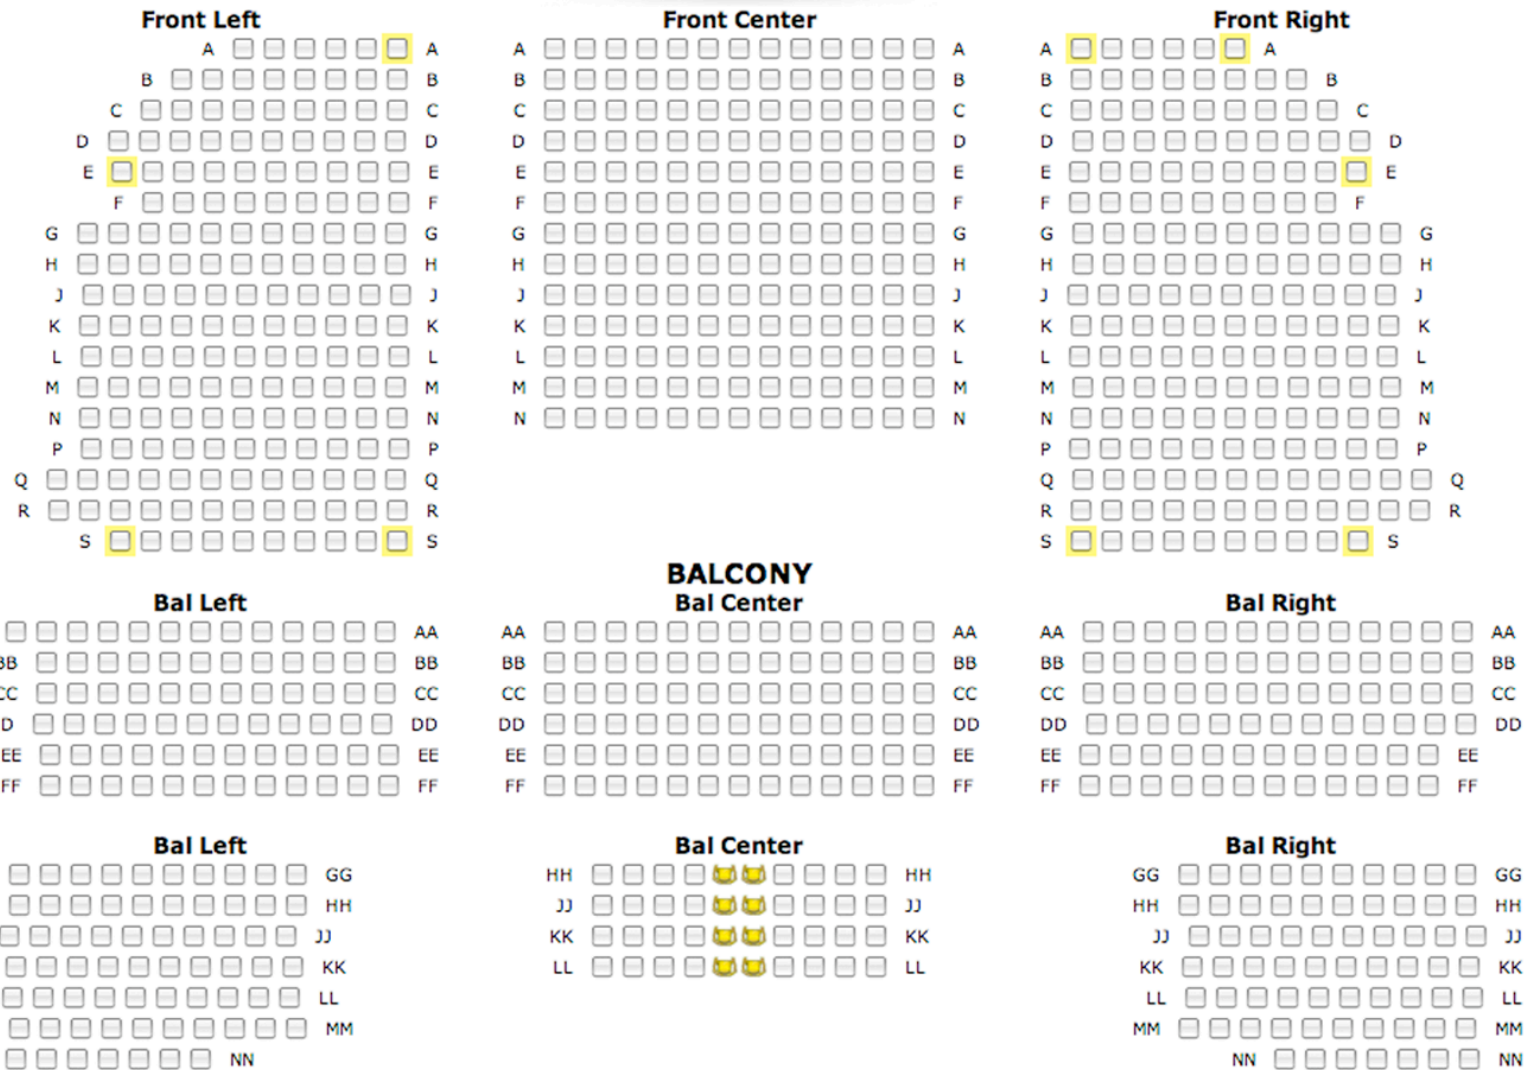 Front Left Front Center Front Right
A A A A A A
B B B B B B
C C C C C C
D D D D D D
E E E E E E
F F F F F F
G G G G G G
H H H H H H
J J J J J J
K K K K K K
L L L L L L
M M M M M M
N N N N N N
P P P P
Q Q Q Q
R R R R
S S S S
BALCONY
Bal Left Bal Center Bal Right
AA AA AA AA AA
BB BB BB BB BB BB
CC CC CC CC CC CC
D DD DD DD DD DD
EE EE EE EE EE EE
FF FF FF FF FF FF
Bal Left Bal Center Bal Right
GG HH HH GG GG
HH JJ JJ HH HH
JJ KK KK JJ JJ
KK LL LL KK KK
LL LL LL
MM MM MM
NN NN NN